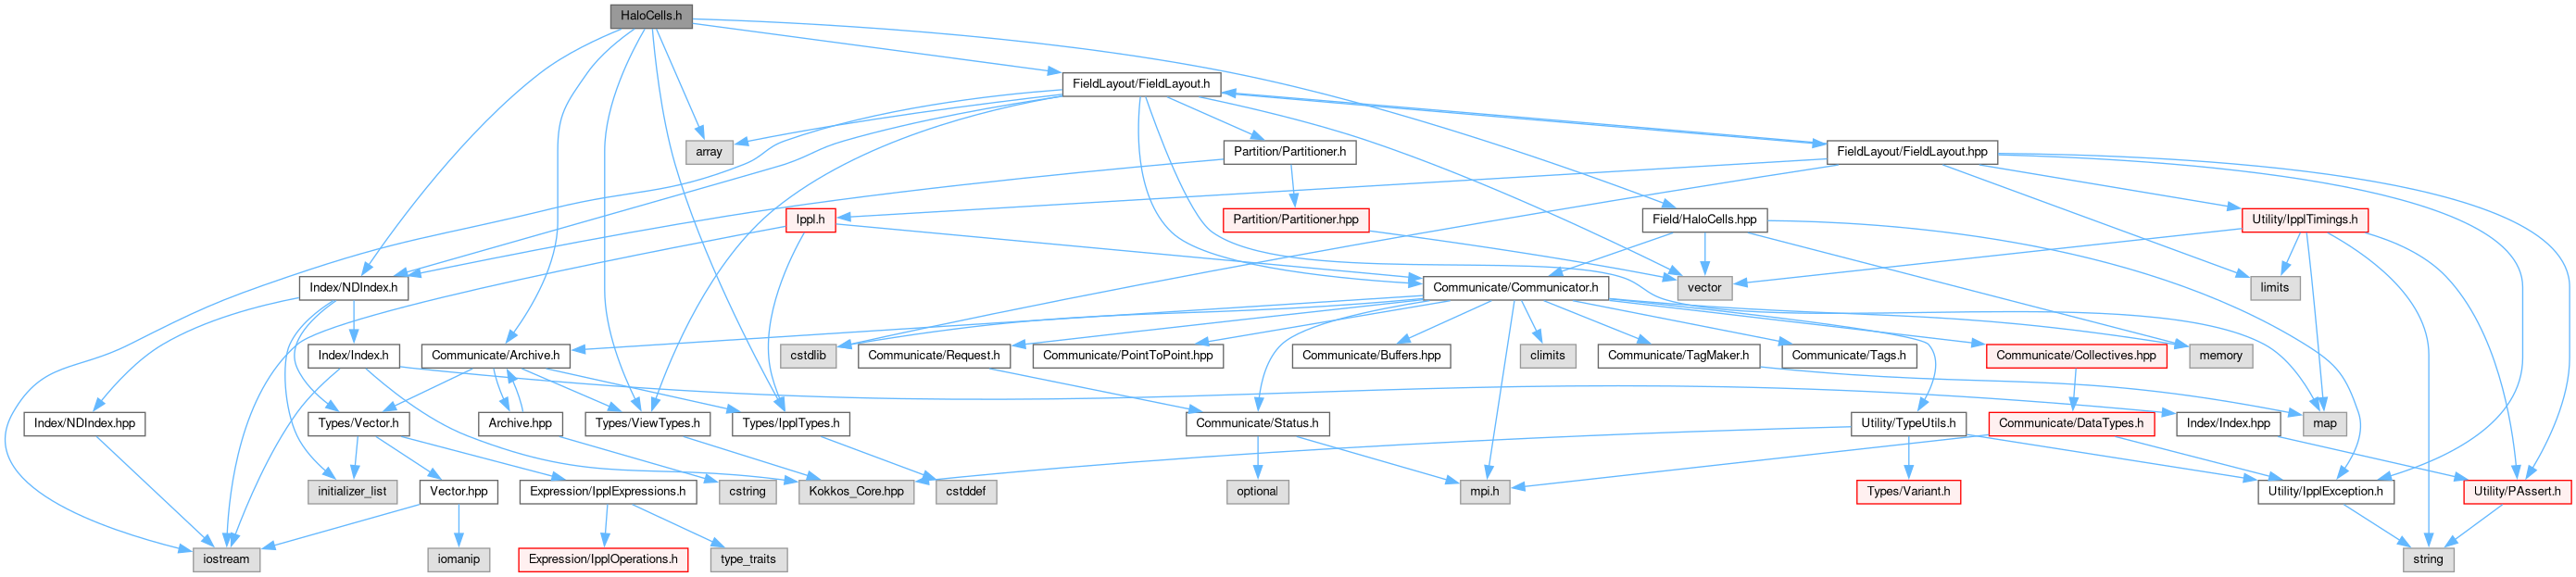 HaloCells.h
FieldLayout/FieldLayout.h
array
Partition/Partitioner.h
FieldLayout/FieldLayout.hpp
Ippl.h
Partition/Partitioner.hpp
Field/HaloCells.hpp
Utility/IpplTimings.h
Index/NDIndex.h
Communicate/Communicator.h
vector
limits
Index/Index.h
Communicate/Archive.h
cstdlib
Communicate/Request.h
Communicate/PointToPoint.hpp
Communicate/Buffers.hpp
climits
Communicate/TagMaker.h
Communicate/Tags.h
Communicate/Collectives.hpp
memory
Index/NDIndex.hpp
Types/Vector.h
Archive.hpp
Types/ViewTypes.h
Types/IpplTypes.h
Communicate/Status.h
Utility/TypeUtils.h
Communicate/DataTypes.h
Index/Index.hpp
map
initializer_list
Vector.hpp
Expression/IpplExpressions.h
cstring
Kokkos_Core.hpp
cstddef
optional
mpi.h
Types/Variant.h
Utility/IpplException.h
Utility/PAssert.h
iostream
iomanip
Expression/IpplOperations.h
type_traits
string